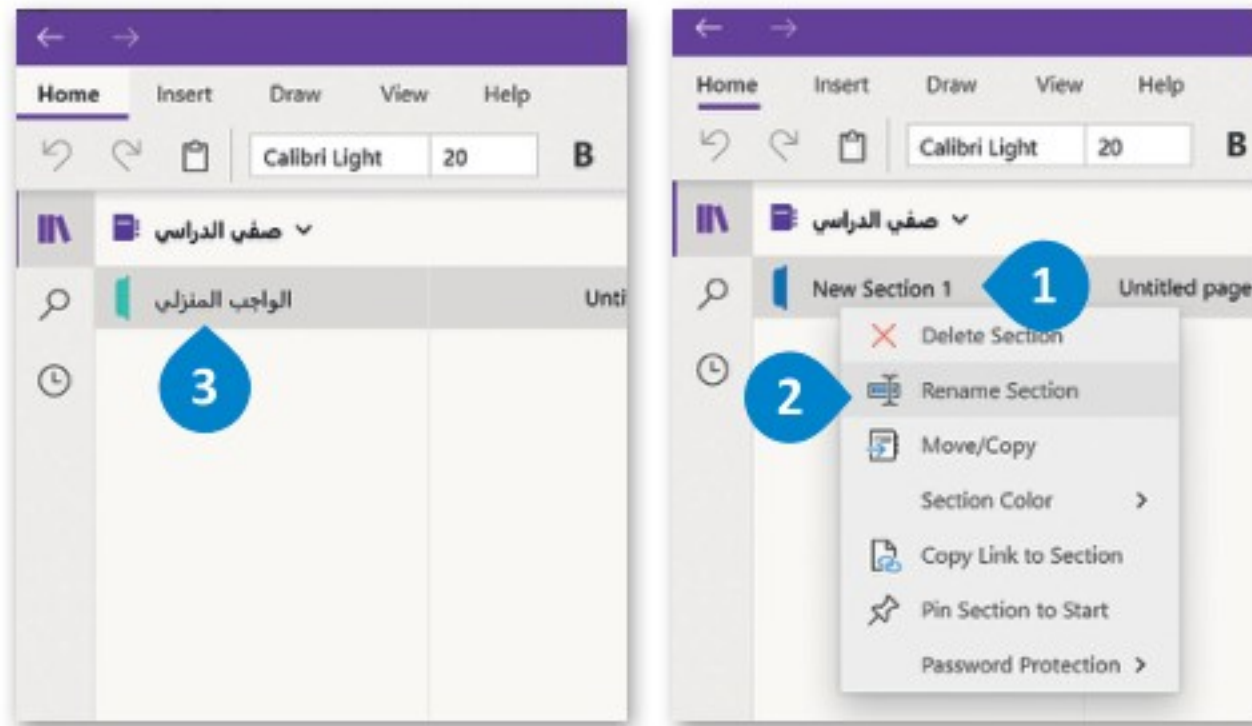 Home Insert Draw View Help
Calibri Light 20 B
صفي الدراسي
New Section 1 1 Untitled page
Delete Section
2 Rename Section
Move/Copy
Section Color
Copy Link to Section
Pin Section to Start
Password Protection
Home Insert Draw View Help
Calibri Light 20 B
صفي الدراسي
الواجب المنزلي Unti
3